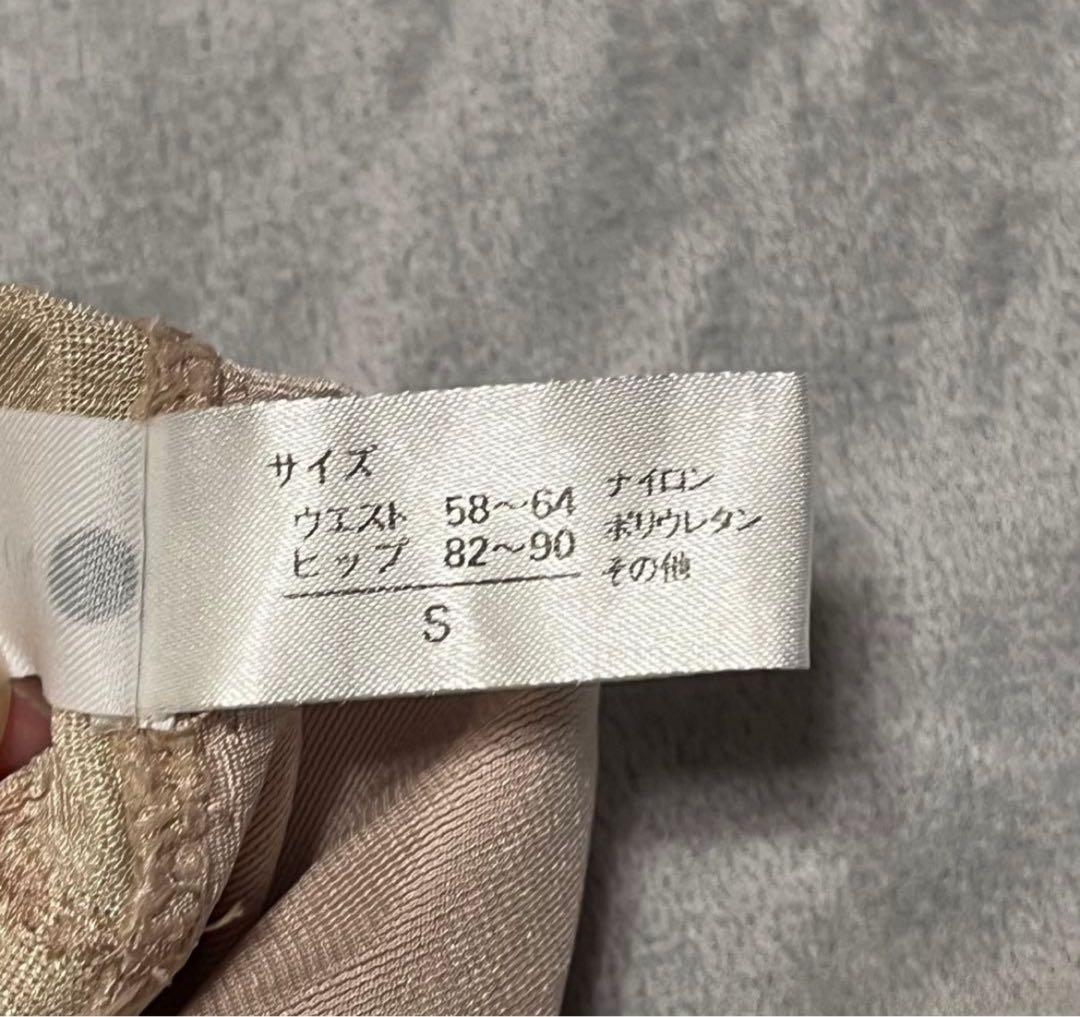 サイズ
ウエスト 58〜64
ヒップ 82〜90
S
ナイロン
ポリウレタン
その他